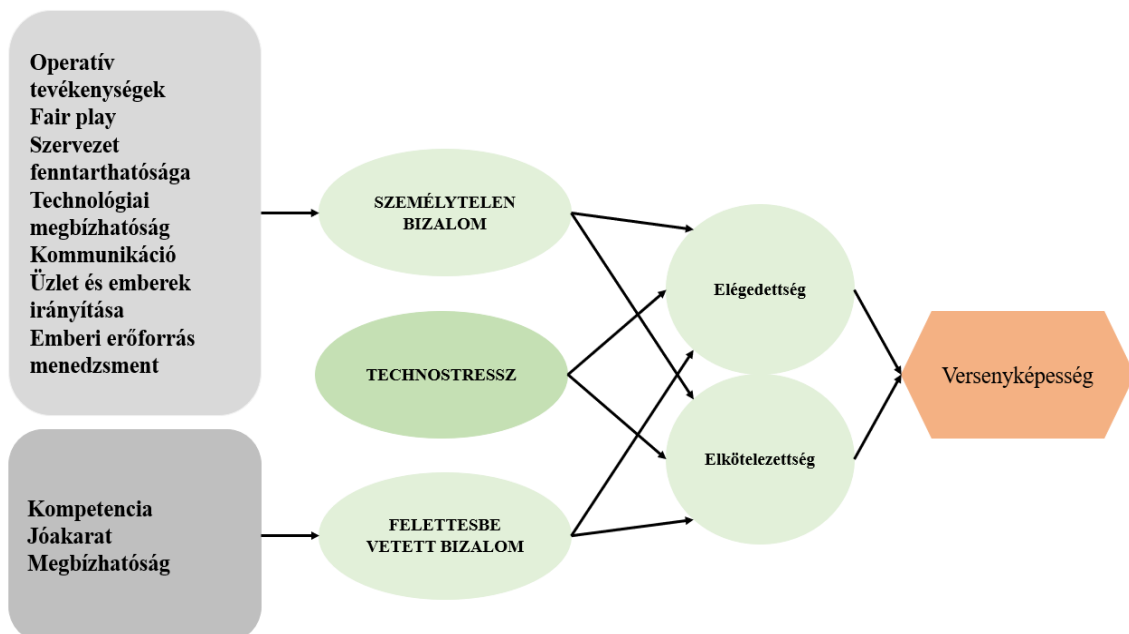 Operatív
tevékenységek
Fair play
Szervezet
fenntarthatósága
Technológiai
megbízhatóság
Kommunikáció
Üzlet és emberek
irányítása
Emberi erőforrás
menedzsment
Kompetencia
Jóakarat
Megbízhatóság
SZEMÉLYTELEN
BIZALOM
TECHNOSTRESSZ
FELETTESBE
VETETT BIZALOM
Elégedettség
Elkötelezettség
Versenyképesség